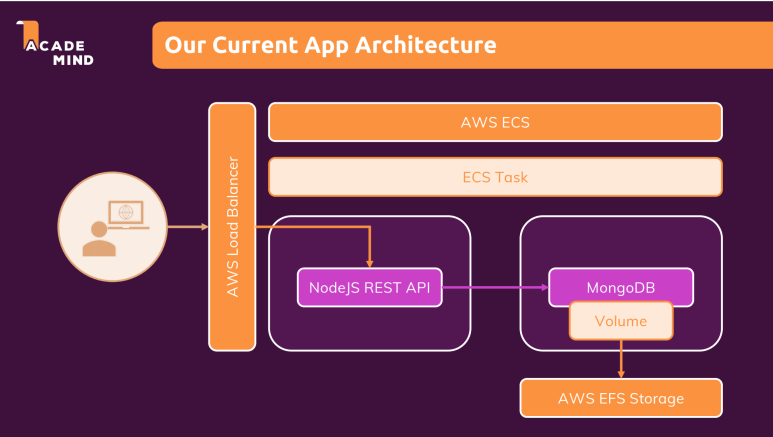 ACADE
MIND
Our Current App Architecture
AWS ECS
ECS Task
AWS Load Balancer
NodeJS REST API
MongoDB
Volume
AWS EFS Storage